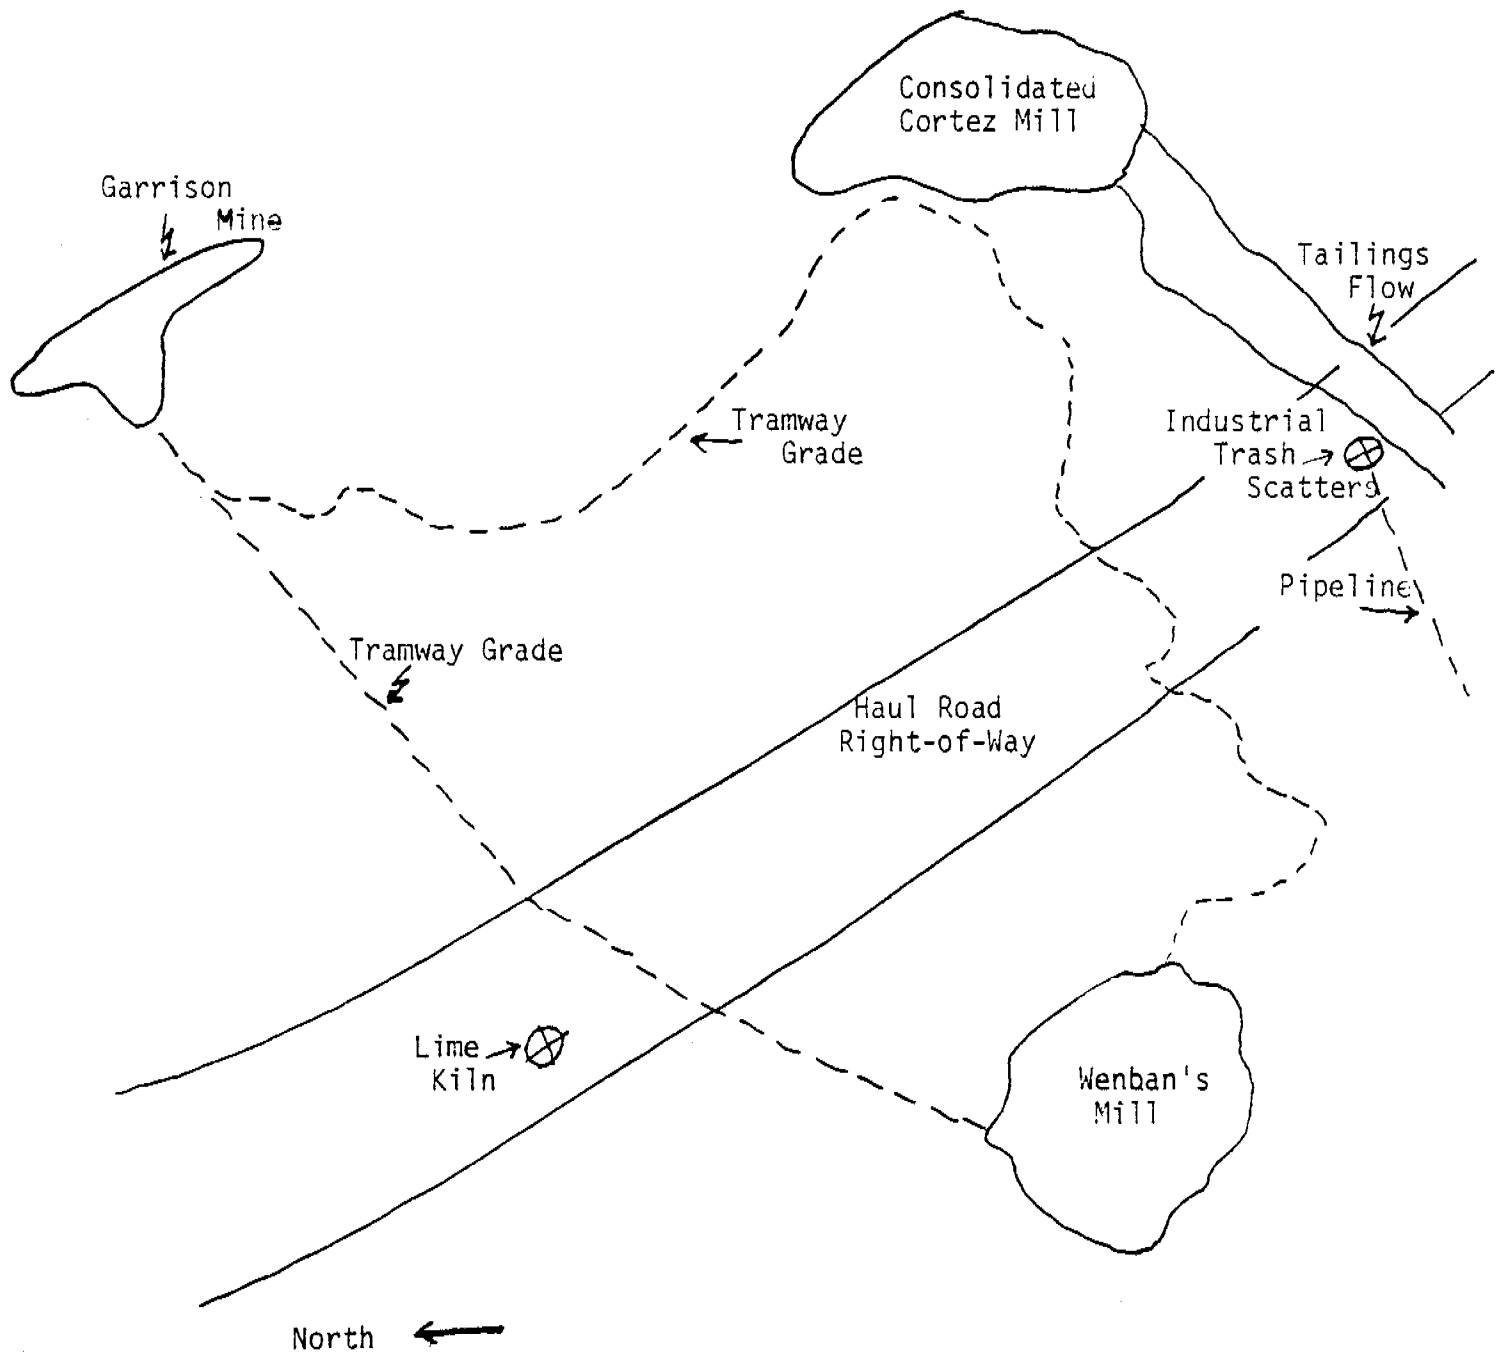 Consolidated
Cortez Mill
Garrison
Mine
Tailings
Flow
Tramway
Grade
Industrial
Trash
Scatters
Pipeline
Tramway Grade
Haul Road
Right-of-Way
Lime
Kiln
Wenban's
Mill
North